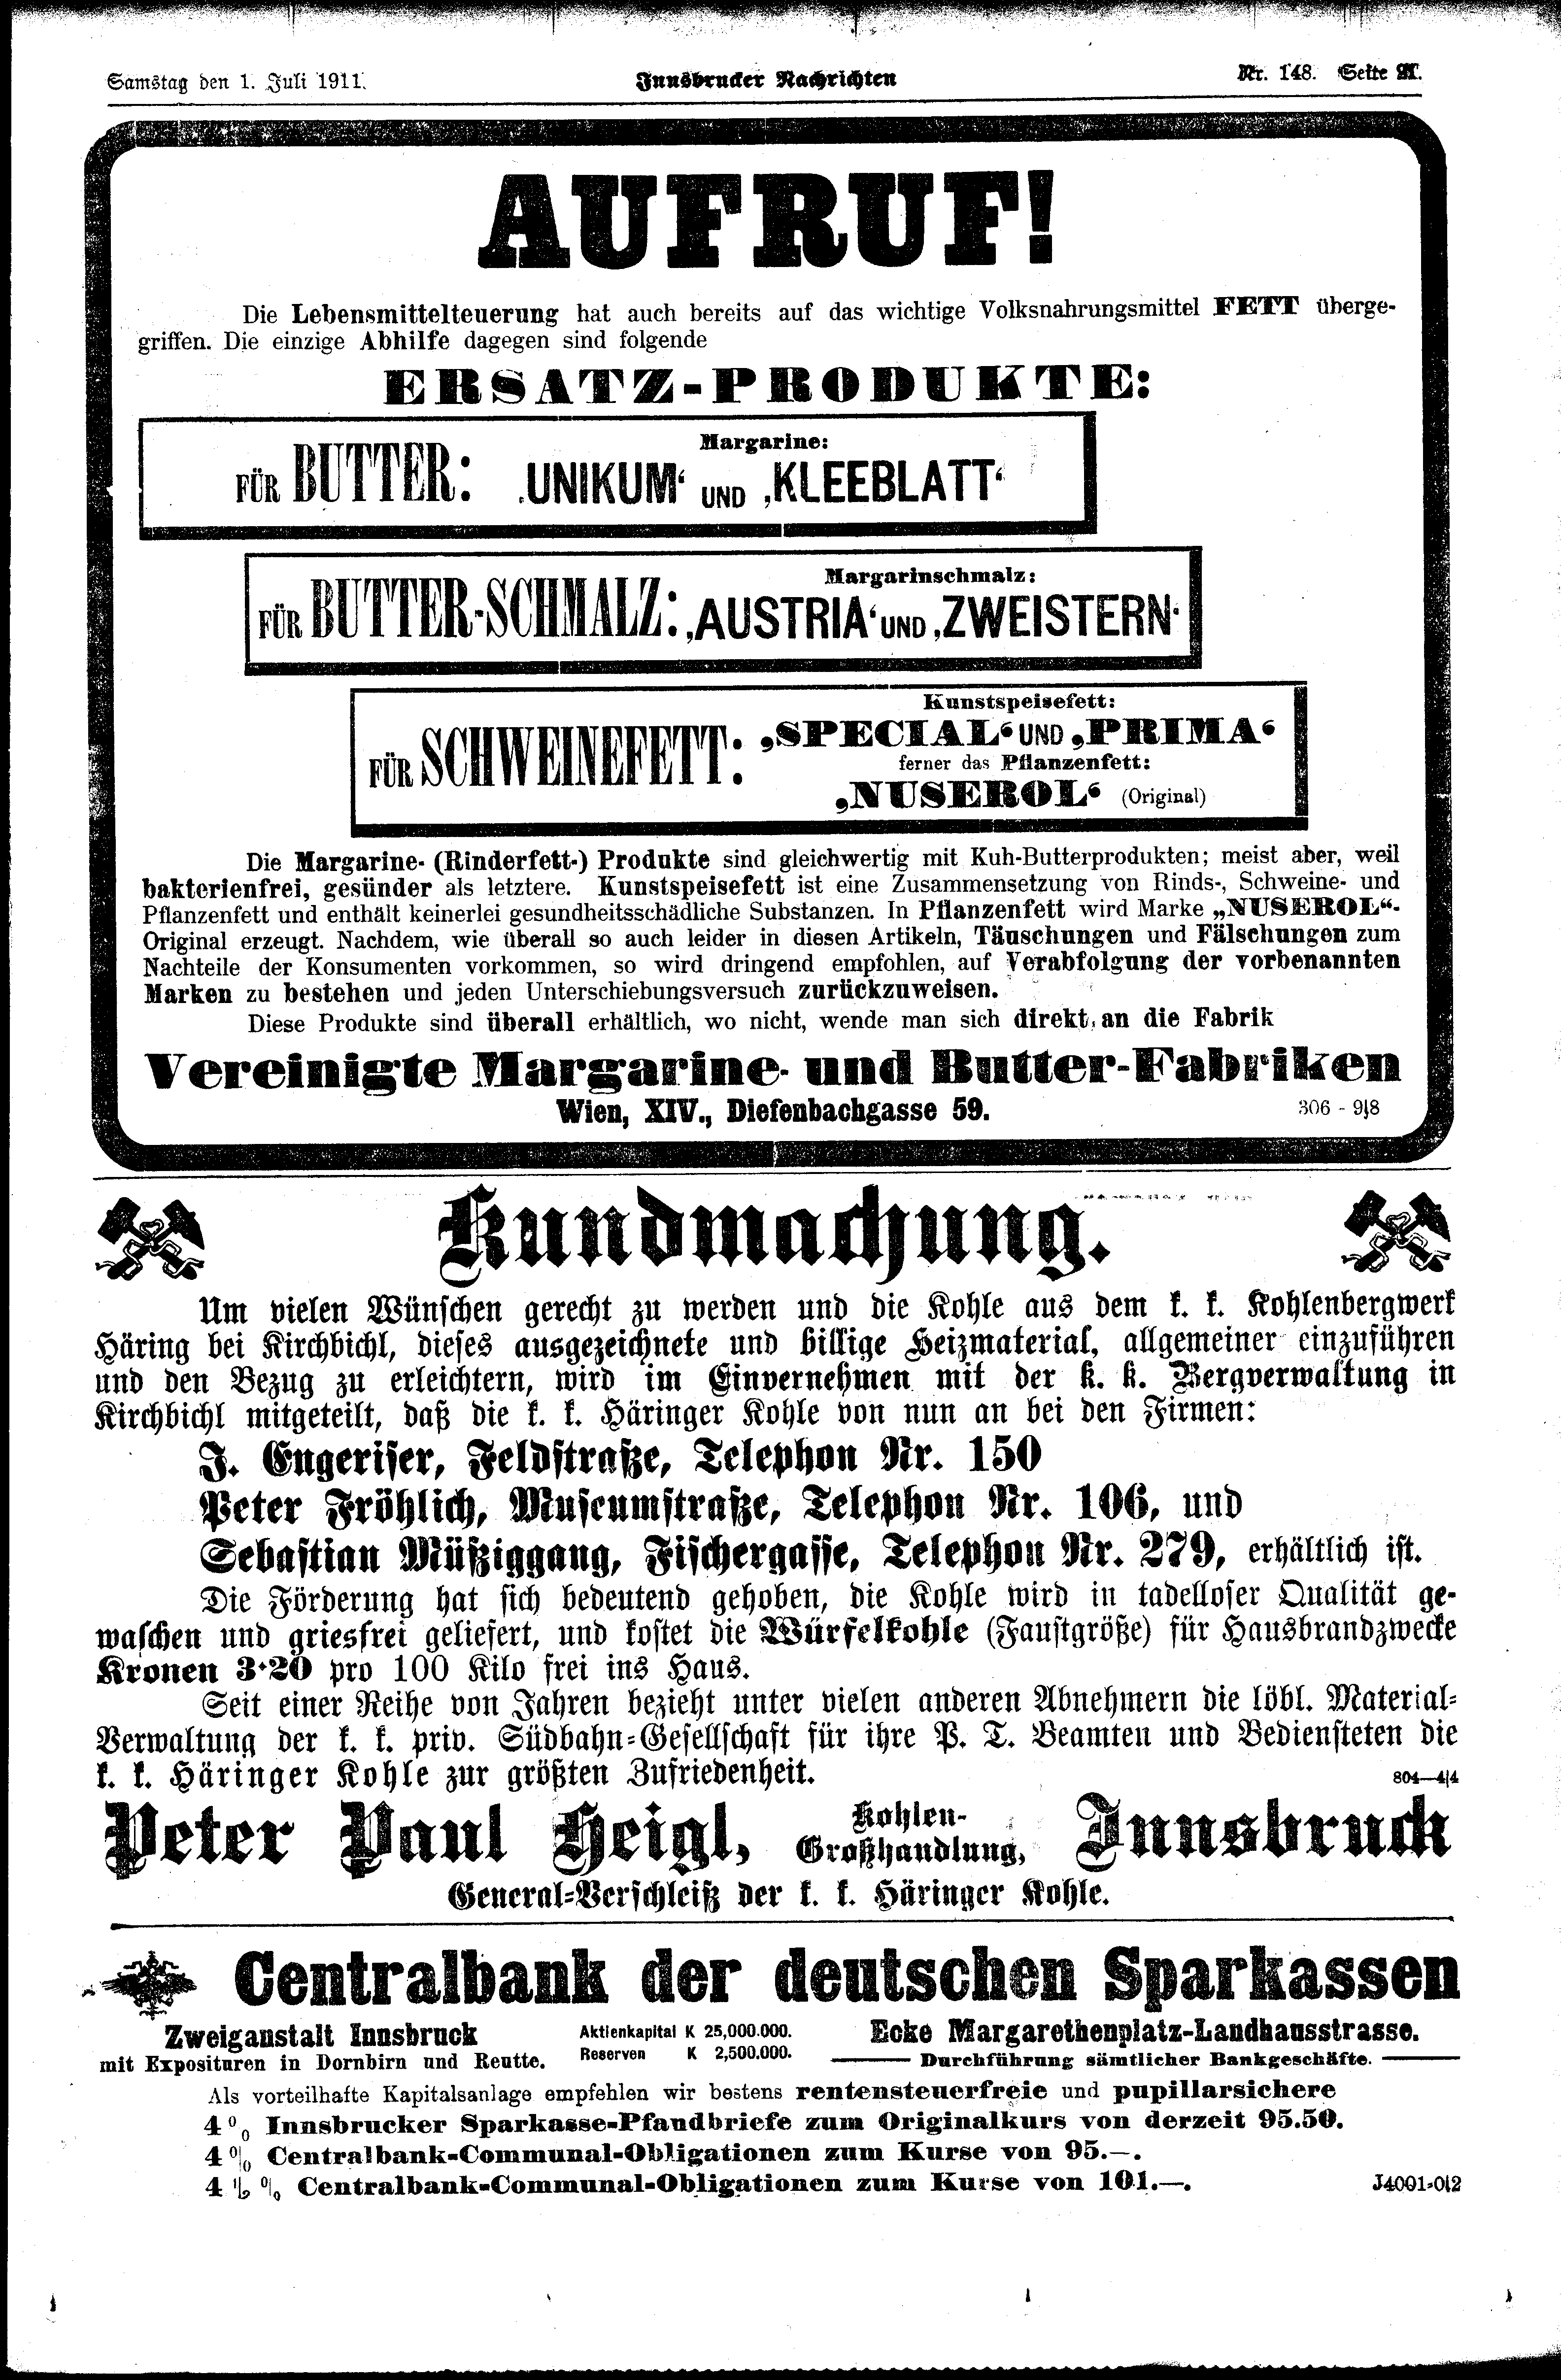 Samstag den 1. Juli 1911.
Innsbrucker Nachrichten
Nr. 148. Seite
AUFRUF!
Die Lebensmittelteuerung hat auch bereits auf das wichtige Volksnahrungsmittel FETT überge-
griffen. Die einzige Abhilfe dagegen sind folgende
ERSATZ-PRODUKTE:
Margarine:
FÜR BUTTER: ‚UNIKUM‘ UND ‚KLEEBLATT‘
Margarinschmalz:
FÜR BUTTER-SCHMALZ: ‚AUSTRIA‘ UND ‚ZWEISTERN‘
Kunstspeisefett:
FÜR SCHWEINEFETT: ‚SPECIAL‘ UND ‚PRIMA‘
ferner das Pflanzenfett:
‚NUSEROL‘ (Original)
Die Margarine- (Rinderfett-) Produkte sind gleichwertig mit Kuh-Butterprodukten; meist aber, weil
bakterienfrei, gesünder als letztere. Kunstspeisefett ist eine Zusammensetzung von Rinds-, Schweine- und
Pflanzenfett und enthält keinerlei gesundheitsschädliche Substanzen. In Pflanzenfett wird Marke „NUSEROL“-
Original erzeugt. Nachdem, wie überall so auch leider in diesen Artikeln, Täuschungen und Fälschungen zum
Nachteile der Konsumenten vorkommen, so wird dringend empfohlen, auf Verabfolgung der vorbenannten
Marken zu bestehen und jeden Unterschiebungsversuch zurückzuweisen.
Diese Produkte sind überall erhältlich, wo nicht, wende man sich direkt an die Fabrik
Vereinigte Margarine- und Butter-Fabriken
Wien, XIV., Diefenbachgasse 59.
306 - 9|8
Kundmachung.
Um vielen Wünschen gerecht zu werden und die Kohle aus dem k. k. Kohlenbergwerk
Häring bei Kirchbichl, dieses ausgezeichnete und billige Heizmaterial, allgemeiner einzuführen
und den Bezug zu erleichtern, wird im Einvernehmen mit der k. k. Bergverwaltung in
Kirchbichl mitgeteilt, daß die k. k. Häringer Kohle von nun an bei den Firmen:
J. Engeriser, Feldstraße, Telephon Nr. 150
Peter Fröhlich, Museumstraße, Telephon Nr. 106, und
Sebastian Müßiggang, Fischergasse, Telephon Nr. 279, erhältlich ist.
Die Förderung hat sich bedeutend gehoben, die Kohle wird in tadelloser Qualität ge-
waschen und griesfrei geliefert, und kostet die Würfelkohle (Faustgröße) für Hausbrandzwecke
Kronen 3·20 pro 100 Kilo frei ins Haus.
Seit einer Reihe von Jahren bezieht unter vielen anderen Abnehmern die löbl. Material-
Verwaltung der k. k. priv. Südbahn-Gesellschaft für ihre P. T. Beamten und Bediensteten die
k. k. Häringer Kohle zur größten Zufriedenheit.
804—4|4
Peter Paul Heigl, Kohlen-
Großhandlung, Innsbruck
General-Verschleiß der k. k. Häringer Kohle.
Centralbank der deutschen Sparkassen
Zweiganstalt Innsbruck
mit Exposituren in Dornbirn und Reutte.
Aktienkapital K 25,000.000.
Reserven K 2,500.000.
Ecke Margarethenplatz-Landhausstrasse.
Durchführung sämtlicher Bankgeschäfte.
Als vorteilhafte Kapitalsanlage empfehlen wir bestens rentensteuerfreie und pupillarsichere
4% Innsbrucker Sparkasse-Pfandbriefe zum Originalkurs von derzeit 95.50.
4% Centralbank-Communal-Obligationen zum Kurse von 95.—.
4½% Centralbank-Communal-Obligationen zum Kurse von 101.—.
J4001-0|2